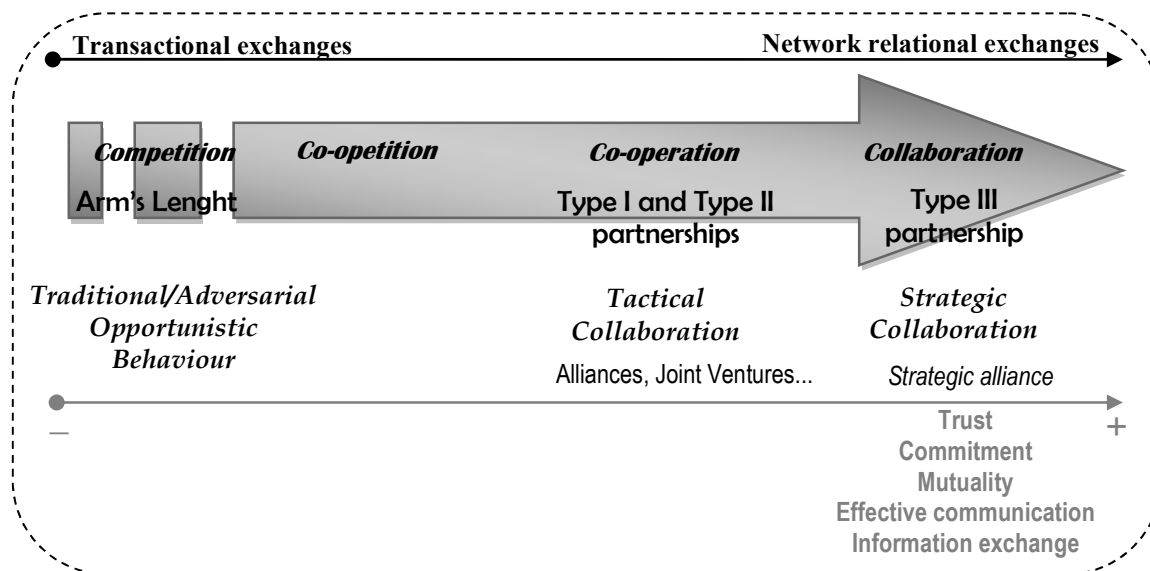 Transactional exchanges
Network relational exchanges
Competition
Co-opetition
Co-operation
Collaboration
Arm's Lenght
Type I and Type II
partnerships
Type III
partnership
Traditional/Adversarial
Opportunistic
Behaviour
Tactical
Collaboration
Strategic
Collaboration
Alliances, Joint Ventures...
Strategic alliance
–
+
Trust
Commitment
Mutuality
Effective communication
Information exchange